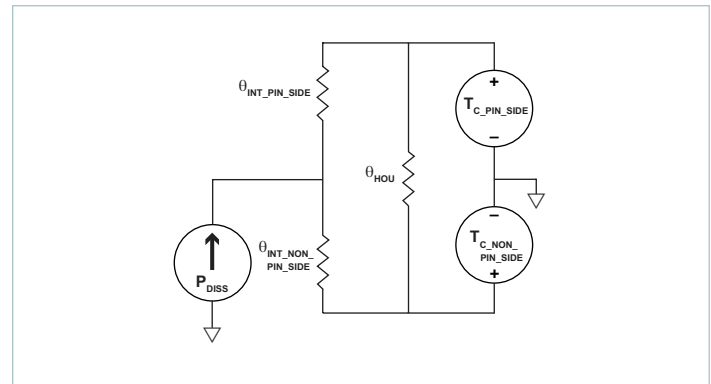 θINT_PIN_SIDE
+
TC_PIN_SIDE
–
θHOU
–
TC_NON_
PIN_SIDE
+
θINT_NON_
PIN_SIDE
PDISS